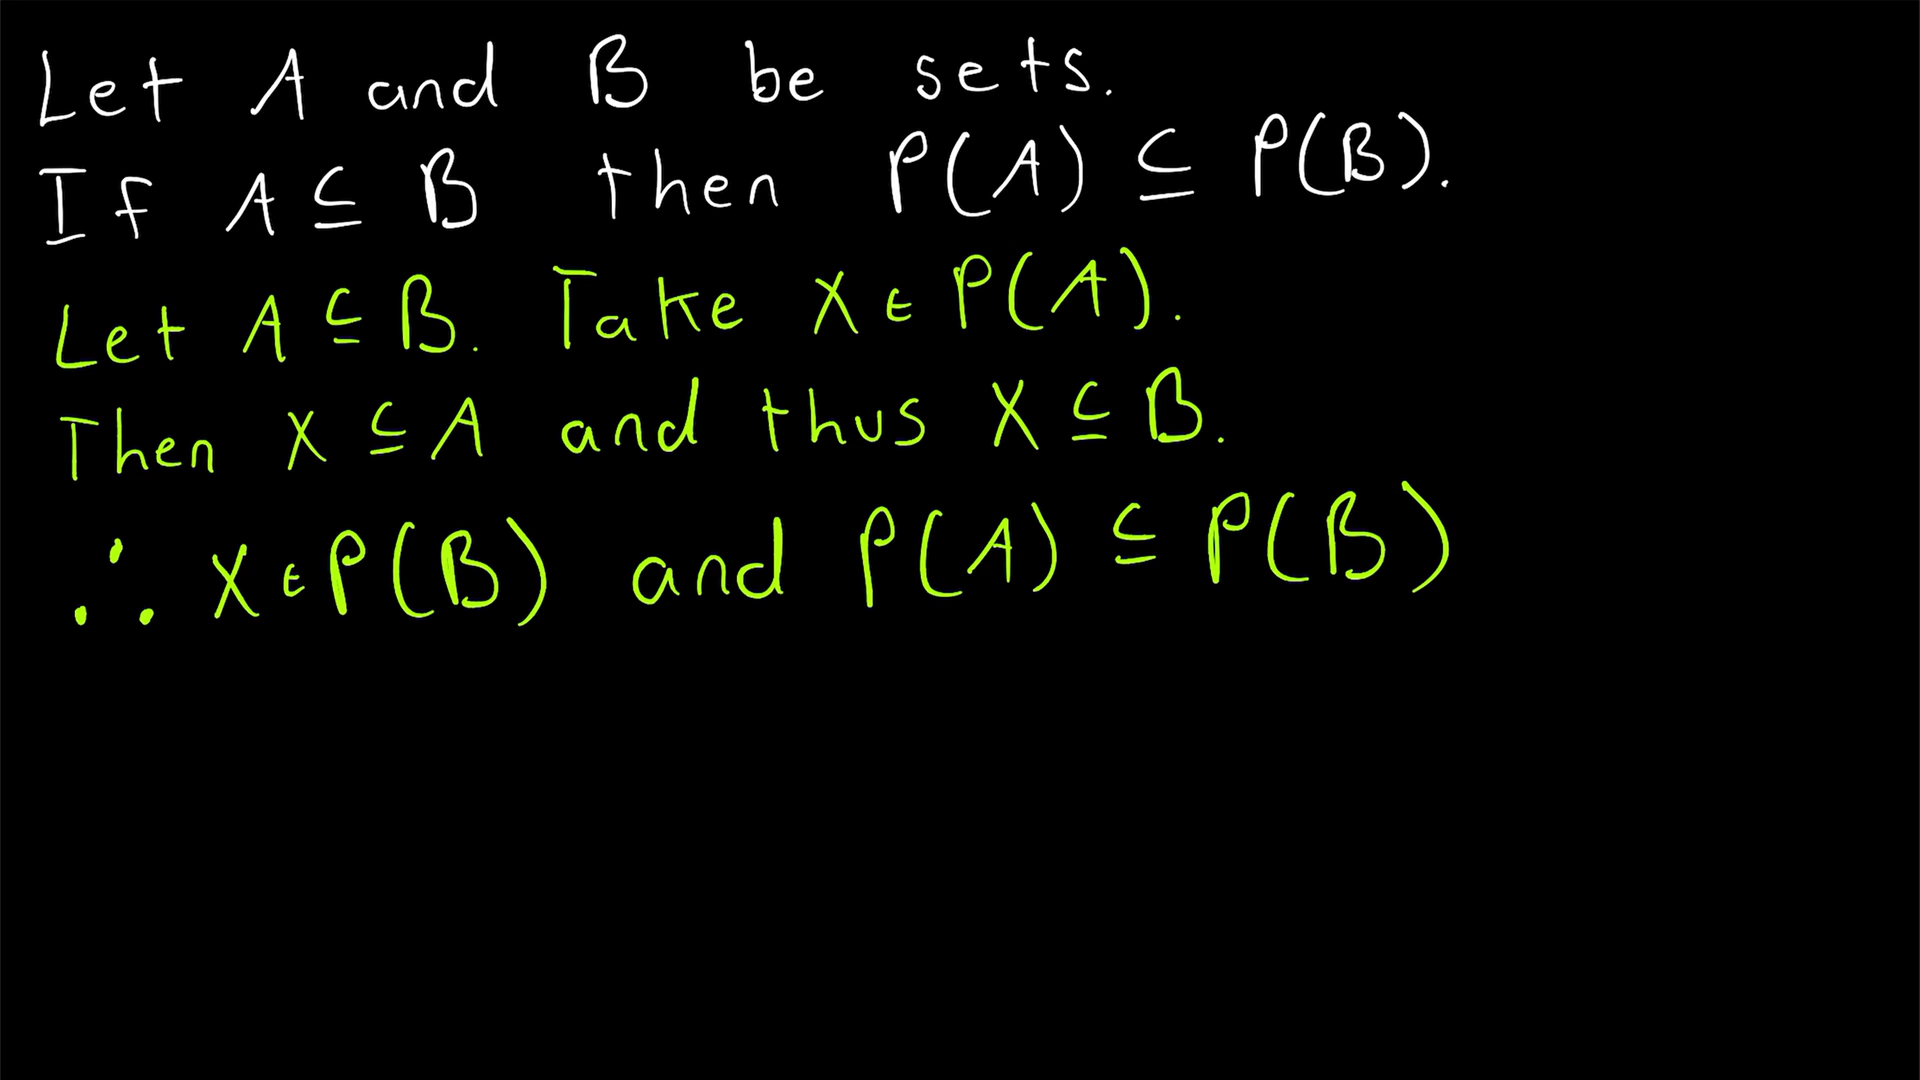 Let A and B be sets.
If A ⊆ B then P(A) ⊆ P(B).
Let A ⊆ B. Take X ∈ P(A).
Then X ⊆ A and thus X ⊆ B.
∴ X ∈ P(B) and P(A) ⊆ P(B)